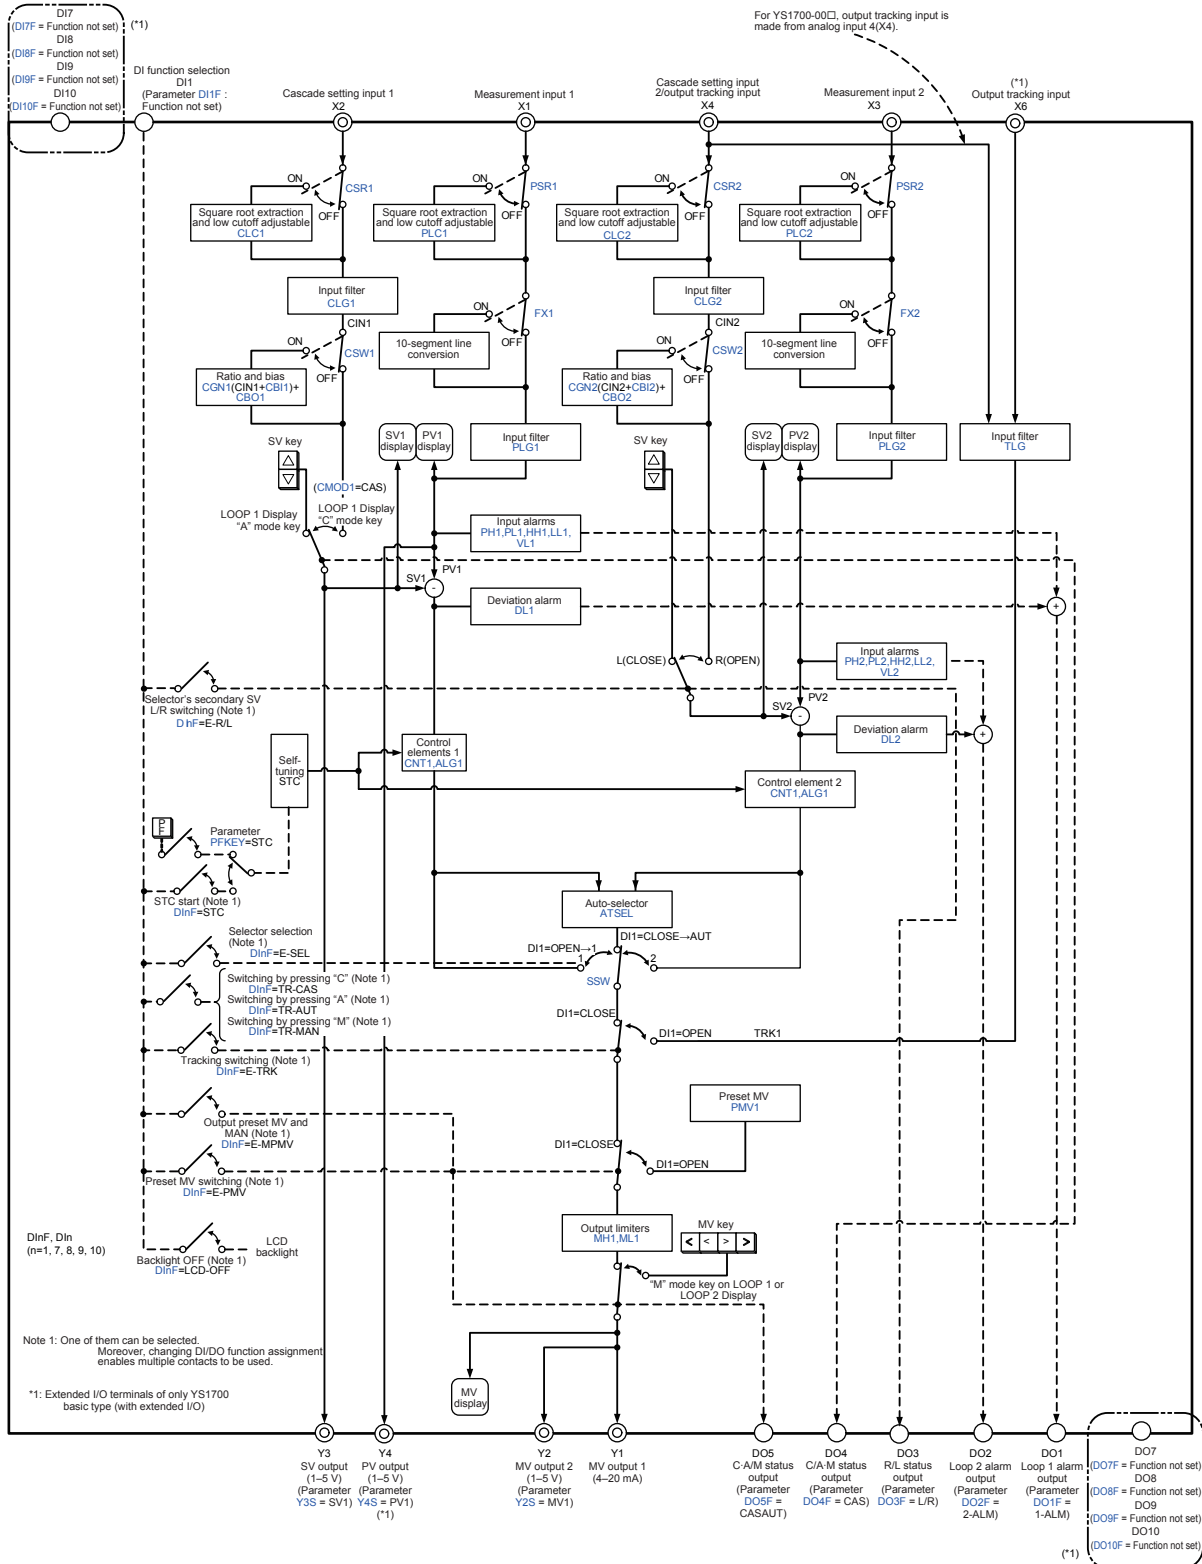 DI7
(DI7F = Function not set)
DI8
(DI8F = Function not set)
DI9
(DI9F = Function not set)
DI10
(DI10F = Function not set)
(*1)
DI function selection
DI1
(Parameter DI1F :
Function not set)
Cascade setting input 1
X2
Measurement input 1
X1
For YS1700-00□, output tracking input is
made from analog input 4(X4).
Cascade setting input
2/output tracking input
X4
Measurement input 2
X3
(*1)
Output tracking input
X6
ON
CSR1
OFF
Square root extraction
and low cutoff adjustable
CLC1
ON
PSR1
OFF
Square root extraction
and low cutoff adjustable
PLC1
ON
CSR2
OFF
Square root extraction
and low cutoff adjustable
CLC2
ON
PSR2
OFF
Square root extraction
and low cutoff adjustable
PLC2
Input filter
CLG1
CIN1
ON
CSW1
OFF
Ratio and bias
CGN1(CIN1+CBI1)+
CBO1
ON
FX1
OFF
10-segment line
conversion
Input filter
CLG2
CIN2
ON
CSW2
OFF
Ratio and bias
CGN2(CIN2+CBI2)+
CBO2
ON
FX2
OFF
10-segment line
conversion
SV key
SV1
display
PV1
display
Input filter
PLG1
SV key
SV2
display
PV2
display
Input filter
PLG2
Input filter
TLG
(CMOD1=CAS)
LOOP 1 Display
"A" mode key
LOOP 1 Display
"C" mode key
Input alarms
PH1,PL1,HH1,LL1,
VL1
SV1
PV1
-
Deviation alarm
DL1
+
L(CLOSE)
R(OPEN)
Input alarms
PH2,PL2,HH2,LL2,
VL2
SV2
PV2
-
Deviation alarm
DL2
+
Selector's secondary SV
L/R switching (Note 1)
DInF=E-R/L
Self-
tuning
STC
Control
elements 1
CNT1,ALG1
Control element 2
CNT1,ALG1
P
F
Parameter
PFKEY=STC
STC start (Note 1)
DInF=STC
Auto-selector
ATSEL
Selector selection
(Note 1)
DInF=E-SEL
DI1=OPEN→1
DI1=CLOSE→AUT
1
2
SSW
Switching by pressing "C" (Note 1)
DInF=TR-CAS
Switching by pressing "A" (Note 1)
DInF=TR-AUT
Switching by pressing "M" (Note 1)
DInF=TR-MAN
DI1=CLOSE
DI1=OPEN
TRK1
Tracking switching (Note 1)
DInF=E-TRK
Preset MV
PMV1
Output preset MV and
MAN (Note 1)
DInF=E-MPMV
DI1=CLOSE
DI1=OPEN
Preset MV switching (Note 1)
DInF=E-PMV
Output limiters
MH1,ML1
MV key
< < > >
DInF, DIn
(n=1, 7, 8, 9, 10)
LCD
backlight
Backlight OFF (Note 1)
DInF=LCD-OFF
"M" mode key on LOOP 1 or
LOOP 2 Display
Note 1: One of them can be selected.
Moreover, changing DI/DO function assignment
enables multiple contacts to be used.
*1: Extended I/O terminals of only YS1700
basic type (with extended I/O)
MV
display
Y3
SV output
(1–5 V)
(Parameter
Y3S = SV1)
Y4
PV output
(1–5 V)
(Parameter
Y4S = PV1)
(*1)
Y2
MV output 2
(1–5 V)
(Parameter
Y2S = MV1)
Y1
MV output 1
(4–20 mA)
DO5
C·A/M status
output
(Parameter
DO5F =
CASAUT)
DO4
C/A·M status
output
(Parameter
DO4F = CAS)
DO3
R/L status
output
(Parameter
DO3F = L/R)
DO2
Loop 2 alarm
output
(Parameter
DO2F =
2-ALM)
DO1
Loop 1 alarm
output
(Parameter
DO1F =
1-ALM)
DO7
(DO7F = Function not set)
DO8
(DO8F = Function not set)
DO9
(DO9F = Function not set)
DO10
(DO10F = Function not set)
(*1)